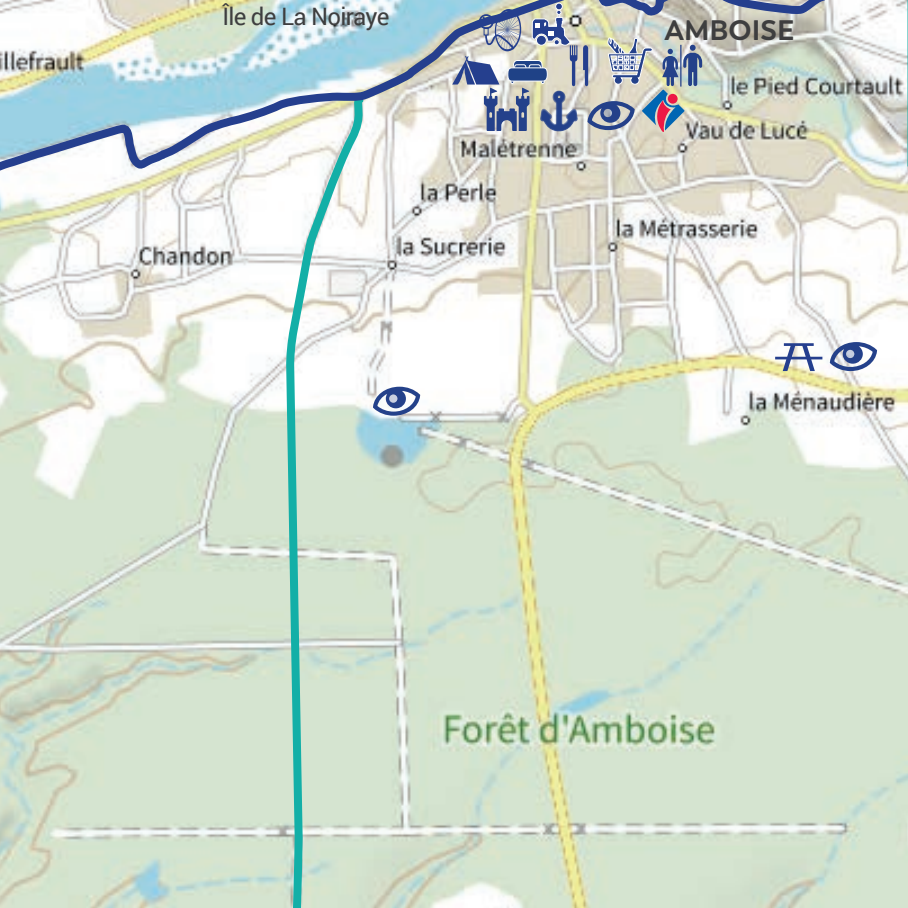 Île de La Noiraye
AMBOISE
illefrault
le Pied Courtault
Vau de Lucé
Malétrenne
la Perle
la Métrasserie
la Sucrerie
Chandon
la Ménaudière
Forêt d'Amboise